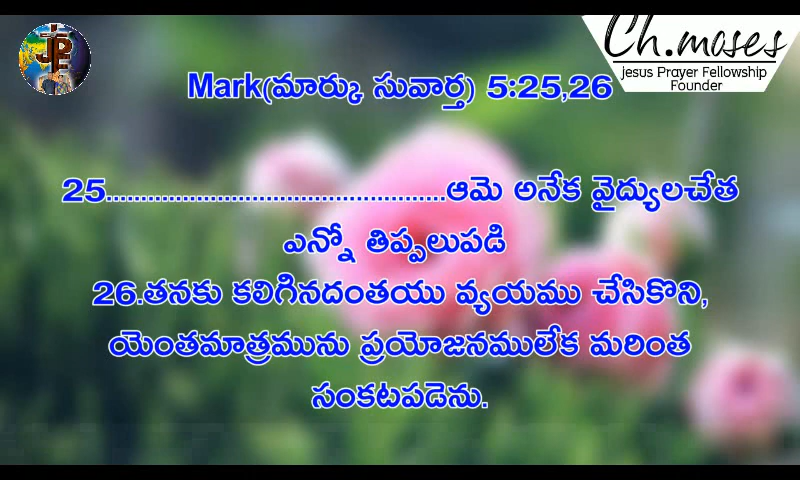 Ch.moses
Jesus Prayer Fellowship
Founder
JPF
Mark(మార్కు సువార్త) 5:25,26
25.................................................ఆమె అనేక వైద్యులచేత
ఎన్నో తిప్పలుపడి
26.తనకు కలిగినదంతయు వ్యయము చేసికొని,
యెంతమాత్రమును ప్రయోజనములేక మరింత
సంకటపడెను.